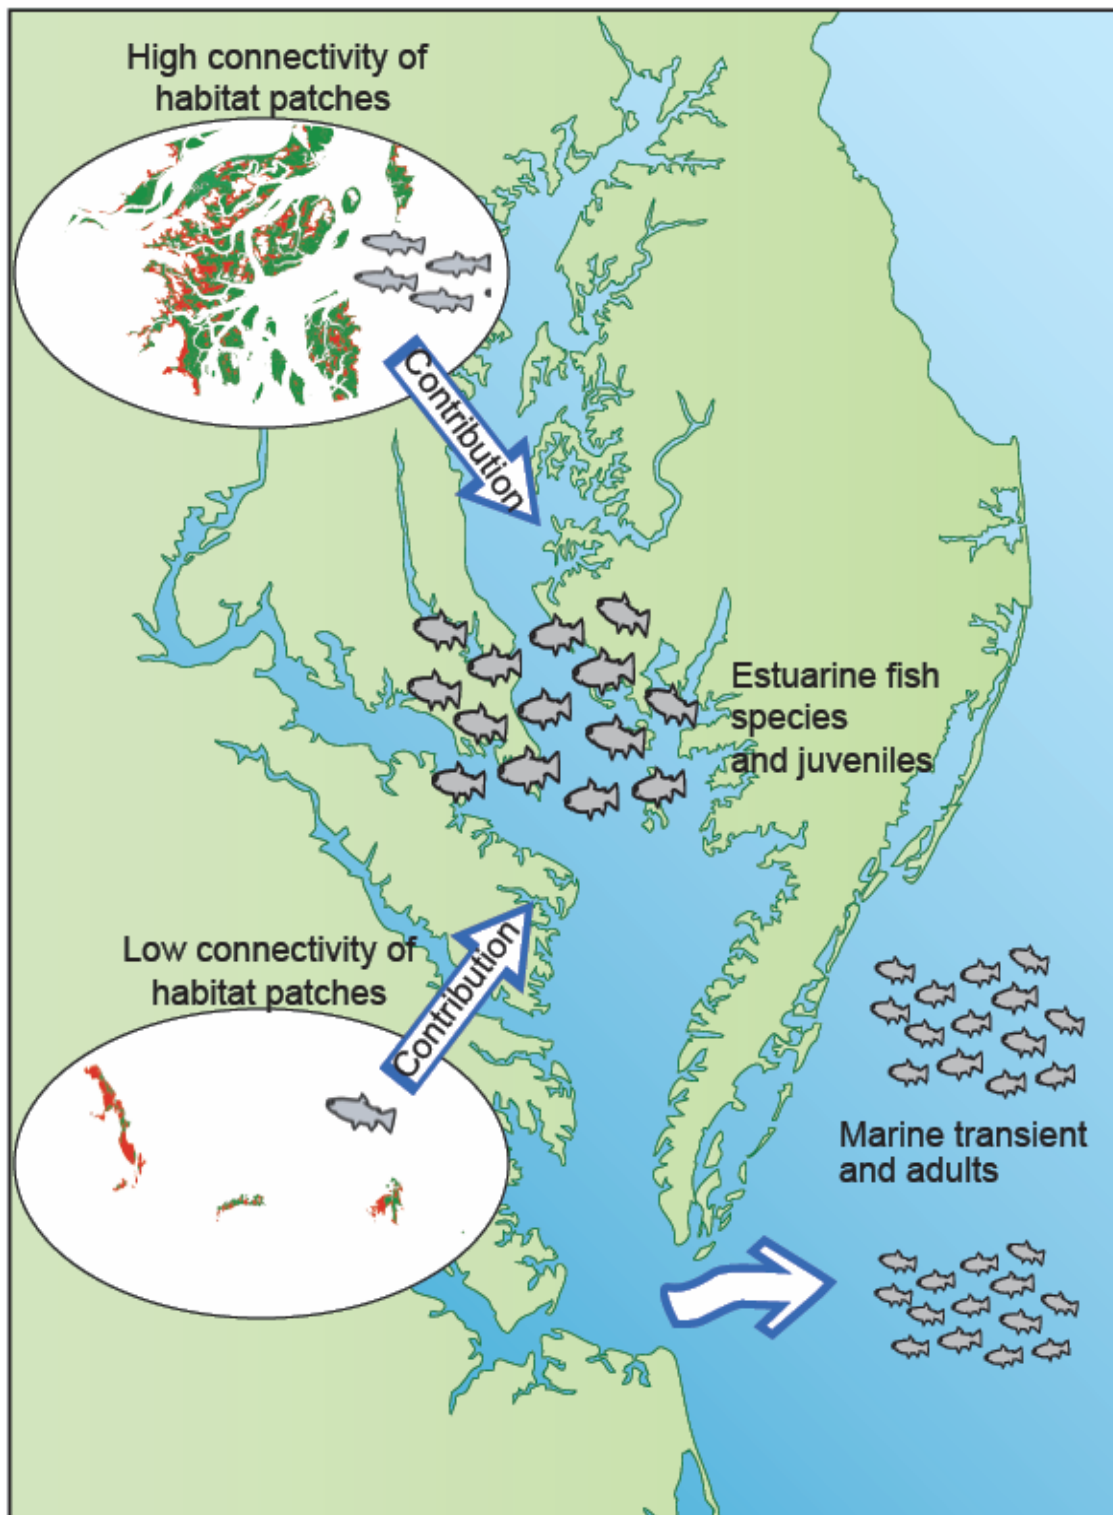 High connectivity of
habitat patches
Contribution
Estuarine fish
species
and juveniles
Low connectivity of
habitat patches
Contribution
Marine transient
and adults